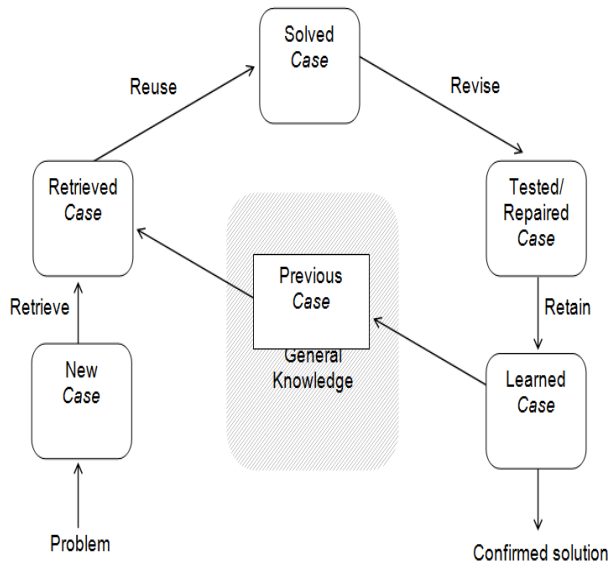 Solved
Case
Reuse
Revise
Retrieved
Case
Tested/
Repaired
Case
Previous
Case
General
Knowledge
Retrieve
Retain
New
Case
Learned
Case
Problem
Confirmed solution